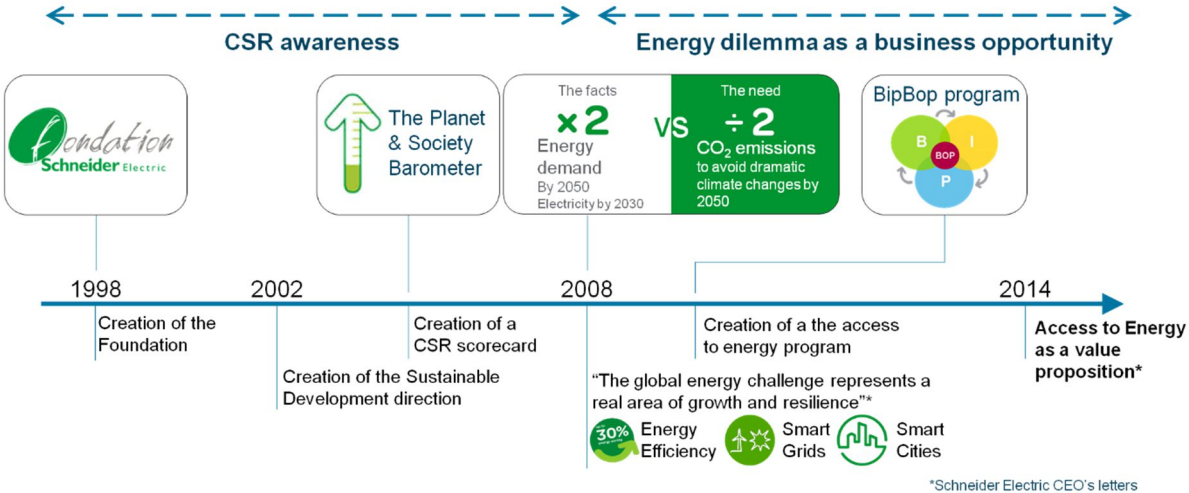 CSR awareness
Energy dilemma as a business opportunity
fondation
Schneider Electric
The Planet
& Society
Barometer
The facts
×2
Energy
demand
By 2050
Electricity by 2030
VS
The need
÷ 2
CO₂ emissions
to avoid dramatic
climate changes by
2050
BipBop program
B
I
BOP
P
1998
2002
2008
2014
Creation of the
Foundation
Creation of the Sustainable
Development direction
Creation of a
CSR scorecard
“The global energy challenge represents a
real area of growth and resilience”*
30%
Energy
Efficiency
Smart
Grids
Smart
Cities
Creation of a the access
to energy program
Access to Energy
as a value
proposition*
*Schneider Electric CEO’s letters